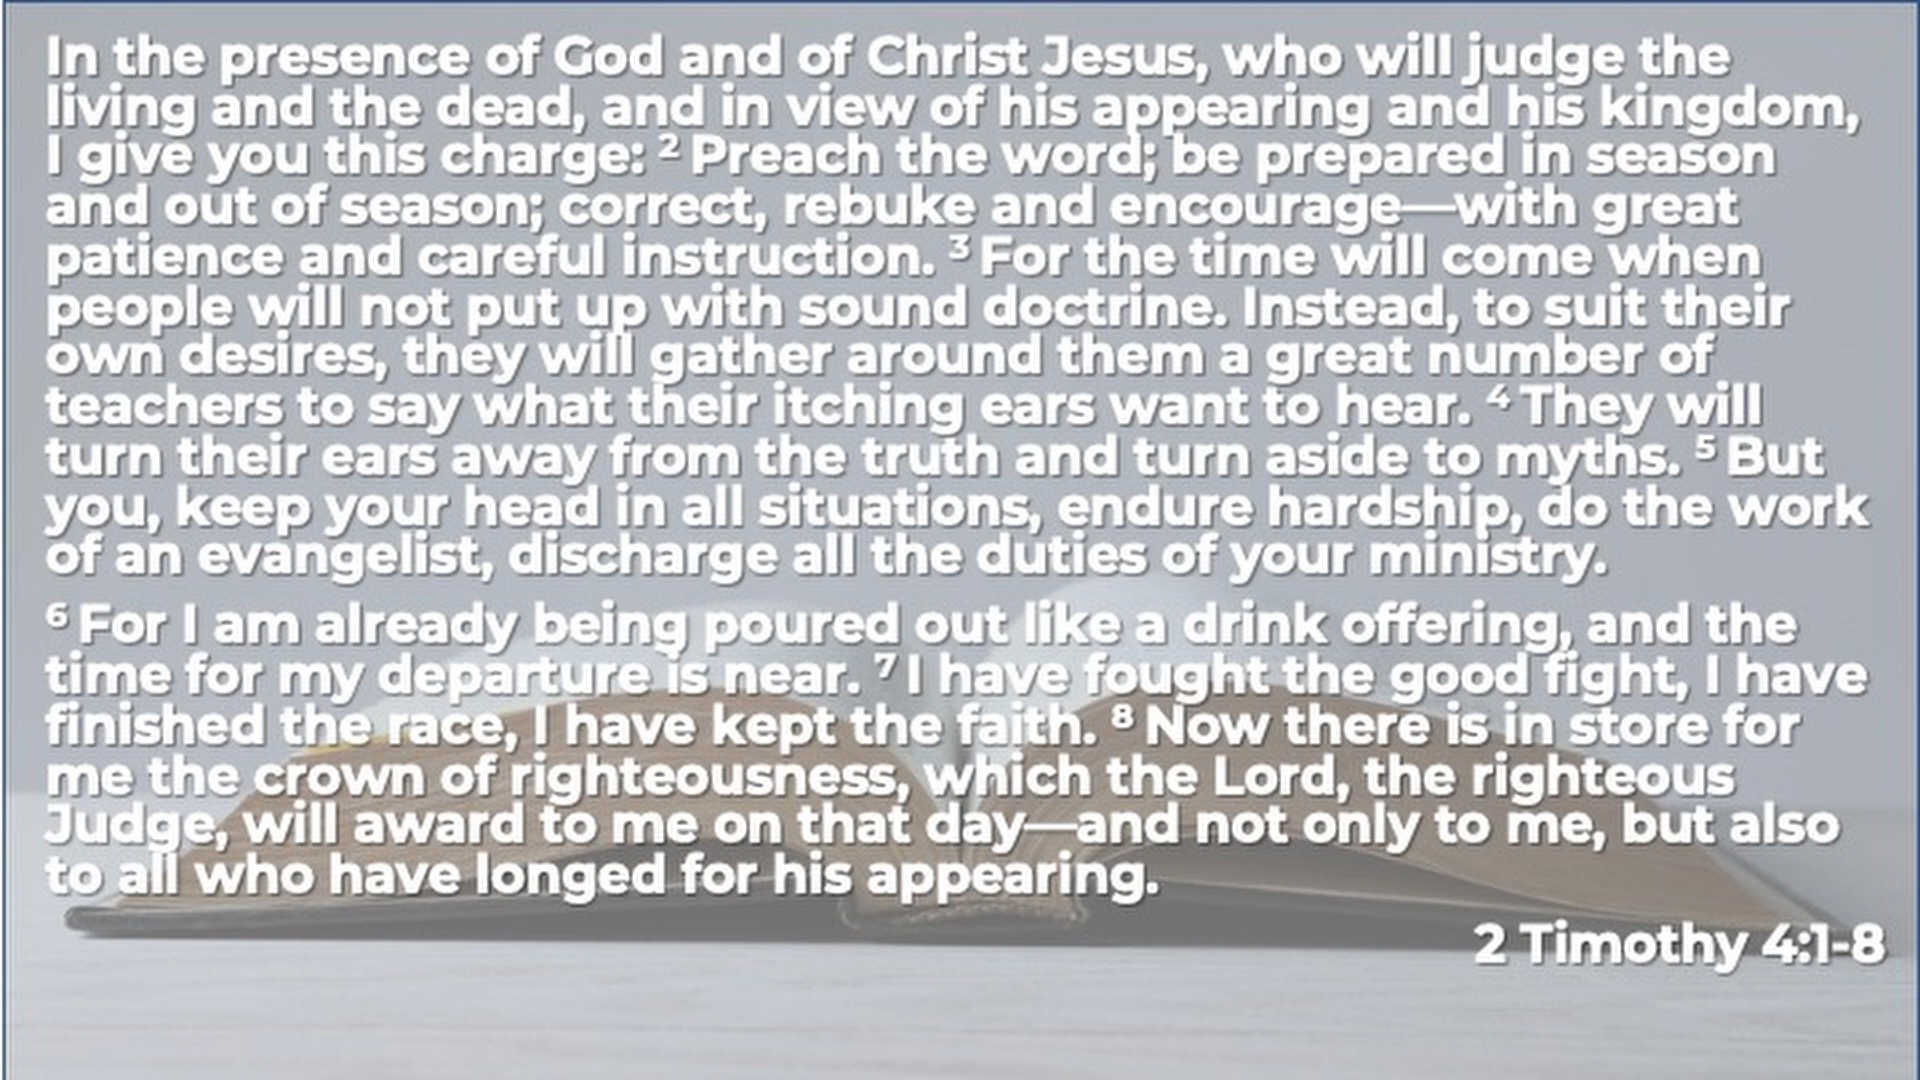 In the presence of God and of Christ Jesus, who will judge the
living and the dead, and in view of his appearing and his kingdom,
I give you this charge: ² Preach the word; be prepared in season
and out of season; correct, rebuke and encourage—with great
patience and careful instruction. ³ For the time will come when
people will not put up with sound doctrine. Instead, to suit their
own desires, they will gather around them a great number of
teachers to say what their itching ears want to hear. ⁴ They will
turn their ears away from the truth and turn aside to myths. ⁵ But
you, keep your head in all situations, endure hardship, do the work
of an evangelist, discharge all the duties of your ministry.
⁶ For I am already being poured out like a drink offering, and the
time for my departure is near. ⁷ I have fought the good fight, I have
finished the race, I have kept the faith. ⁸ Now there is in store for
me the crown of righteousness, which the Lord, the righteous
Judge, will award to me on that day—and not only to me, but also
to all who have longed for his appearing.
2 Timothy 4:1-8